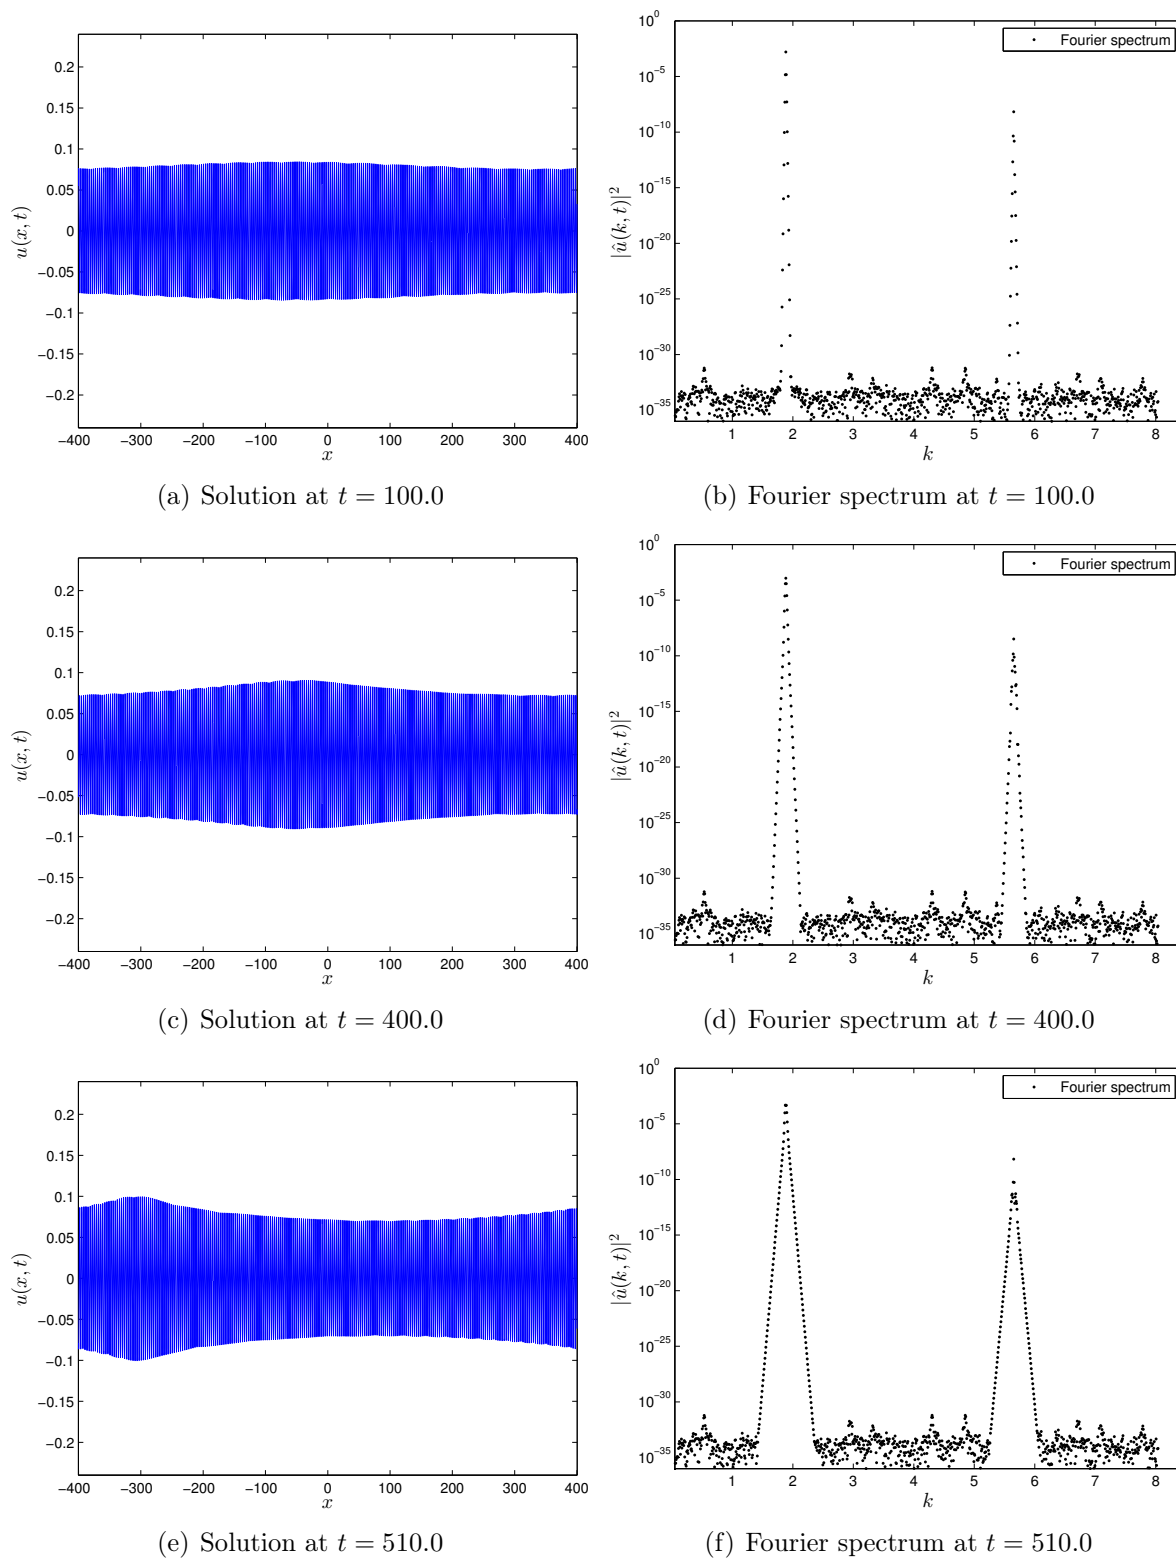 0.2
0.15
0.1
0.05
0
−0.05
−0.1
−0.15
−0.2
u(x, t)
−400 −300 −200 −100 0 100 200 300 400
x
(a) Solution at t = 100.0
Fourier spectrum
10^0
10^−5
10^−10
10^−15
10^−20
10^−25
10^−30
10^−35
|û(k, t)|^2
1 2 3 4 5 6 7 8
k
(b) Fourier spectrum at t = 100.0
0.2
0.15
0.1
0.05
0
−0.05
−0.1
−0.15
−0.2
u(x, t)
−400 −300 −200 −100 0 100 200 300 400
x
(c) Solution at t = 400.0
Fourier spectrum
10^0
10^−5
10^−10
10^−15
10^−20
10^−25
10^−30
10^−35
|û(k, t)|^2
1 2 3 4 5 6 7 8
k
(d) Fourier spectrum at t = 400.0
0.2
0.15
0.1
0.05
0
−0.05
−0.1
−0.15
−0.2
u(x, t)
−400 −300 −200 −100 0 100 200 300 400
x
(e) Solution at t = 510.0
Fourier spectrum
10^0
10^−5
10^−10
10^−15
10^−20
10^−25
10^−30
10^−35
|û(k, t)|^2
1 2 3 4 5 6 7 8
k
(f) Fourier spectrum at t = 510.0